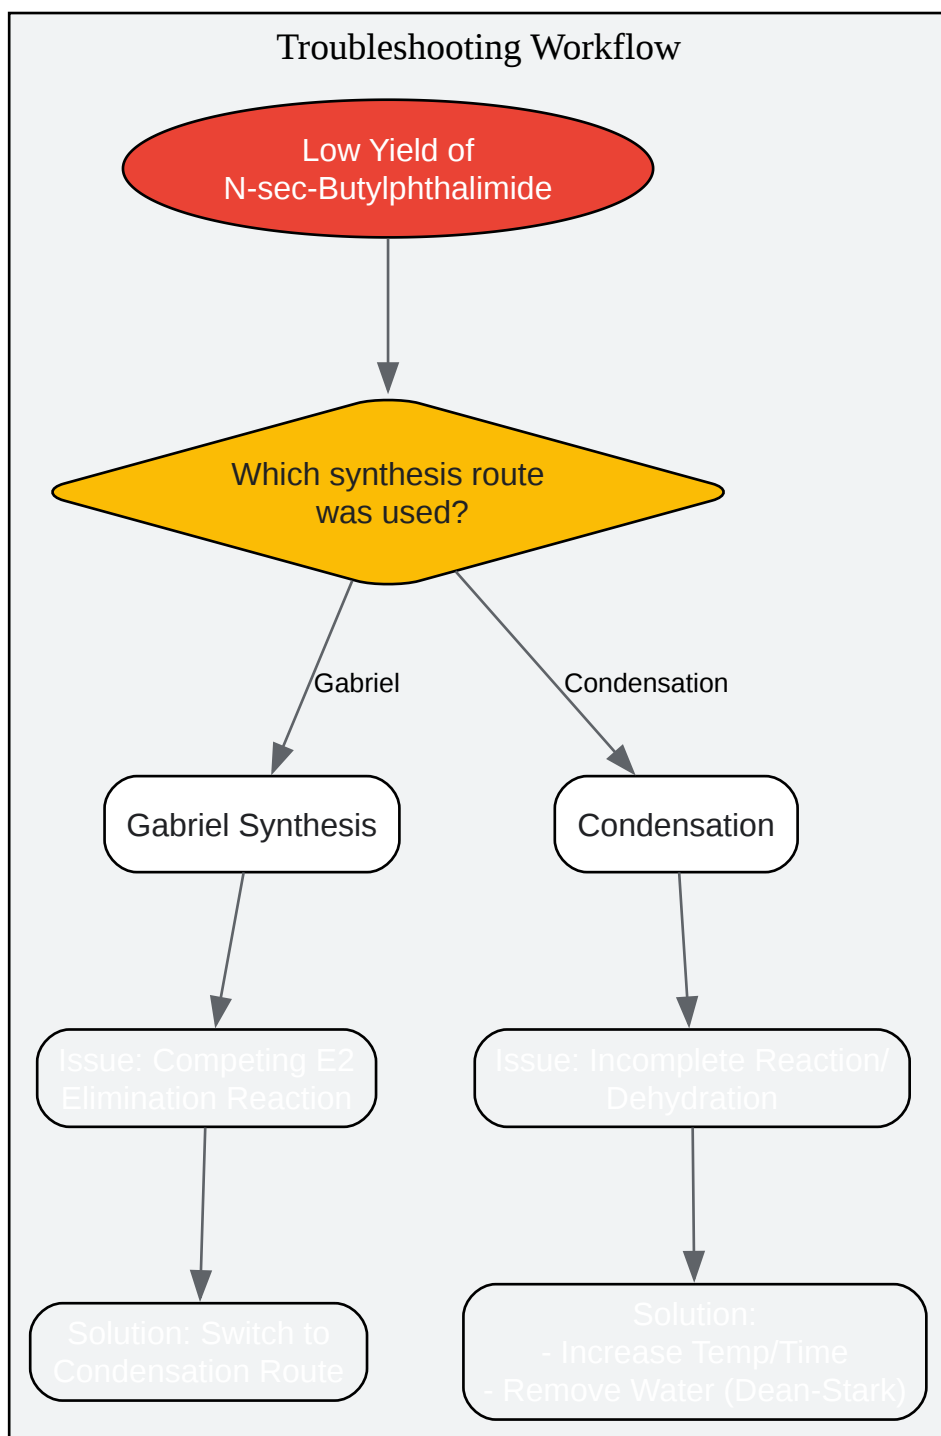 Troubleshooting Workflow
Low Yield of
N-sec-Butylphthalimide
Which synthesis route
was used?
Gabriel
Condensation
Gabriel Synthesis
Condensation
Issue: Competing E2
Elimination Reaction
Issue: Incomplete Reaction/
Dehydration
Solution: Switch to
Condensation Route
Solution:
- Increase Temp/Time
- Remove Water (Dean-Stark)